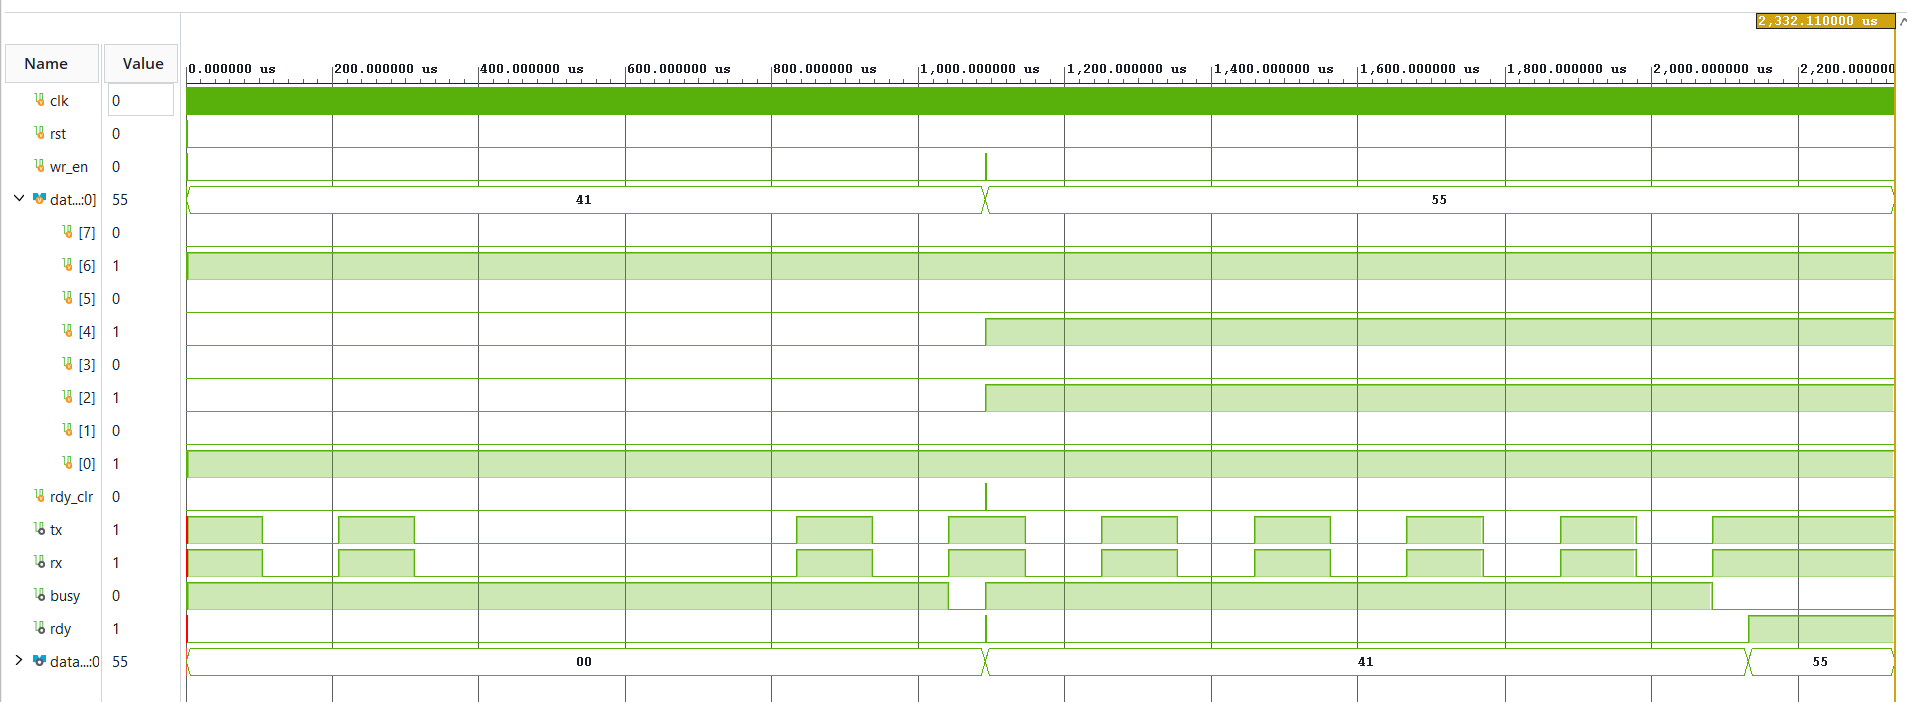 2,332.110000 us
Name Value 0.000000 us 200.000000 us 400.000000 us 600.000000 us 800.000000 us 1,000.000000 us 1,200.000000 us 1,400.000000 us 1,600.000000 us 1,800.000000 us 2,000.000000 us 2,200.000000
clk 0
rst 0
wr_en 0
dat...:0] 55 41 55
[7] 0
[6] 1
[5] 0
[4] 1
[3] 0
[2] 1
[1] 0
[0] 1
rdy_clr 0
tx 1
rx 1
busy 0
rdy 1
data...:0 55 00 41 55